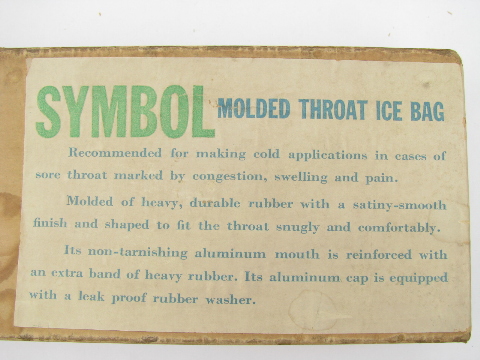 SYMBOL MOLDED THROAT ICE BAG
Recommended for making cold applications in cases of
sore throat marked by congestion, swelling and pain.
Molded of heavy, durable rubber with a satiny-smooth
finish and shaped to fit the throat snugly and comfortably.
Its non-tarnishing aluminum mouth is reinforced with
an extra band of heavy rubber. Its aluminum cap is equipped
with a leak proof rubber washer.